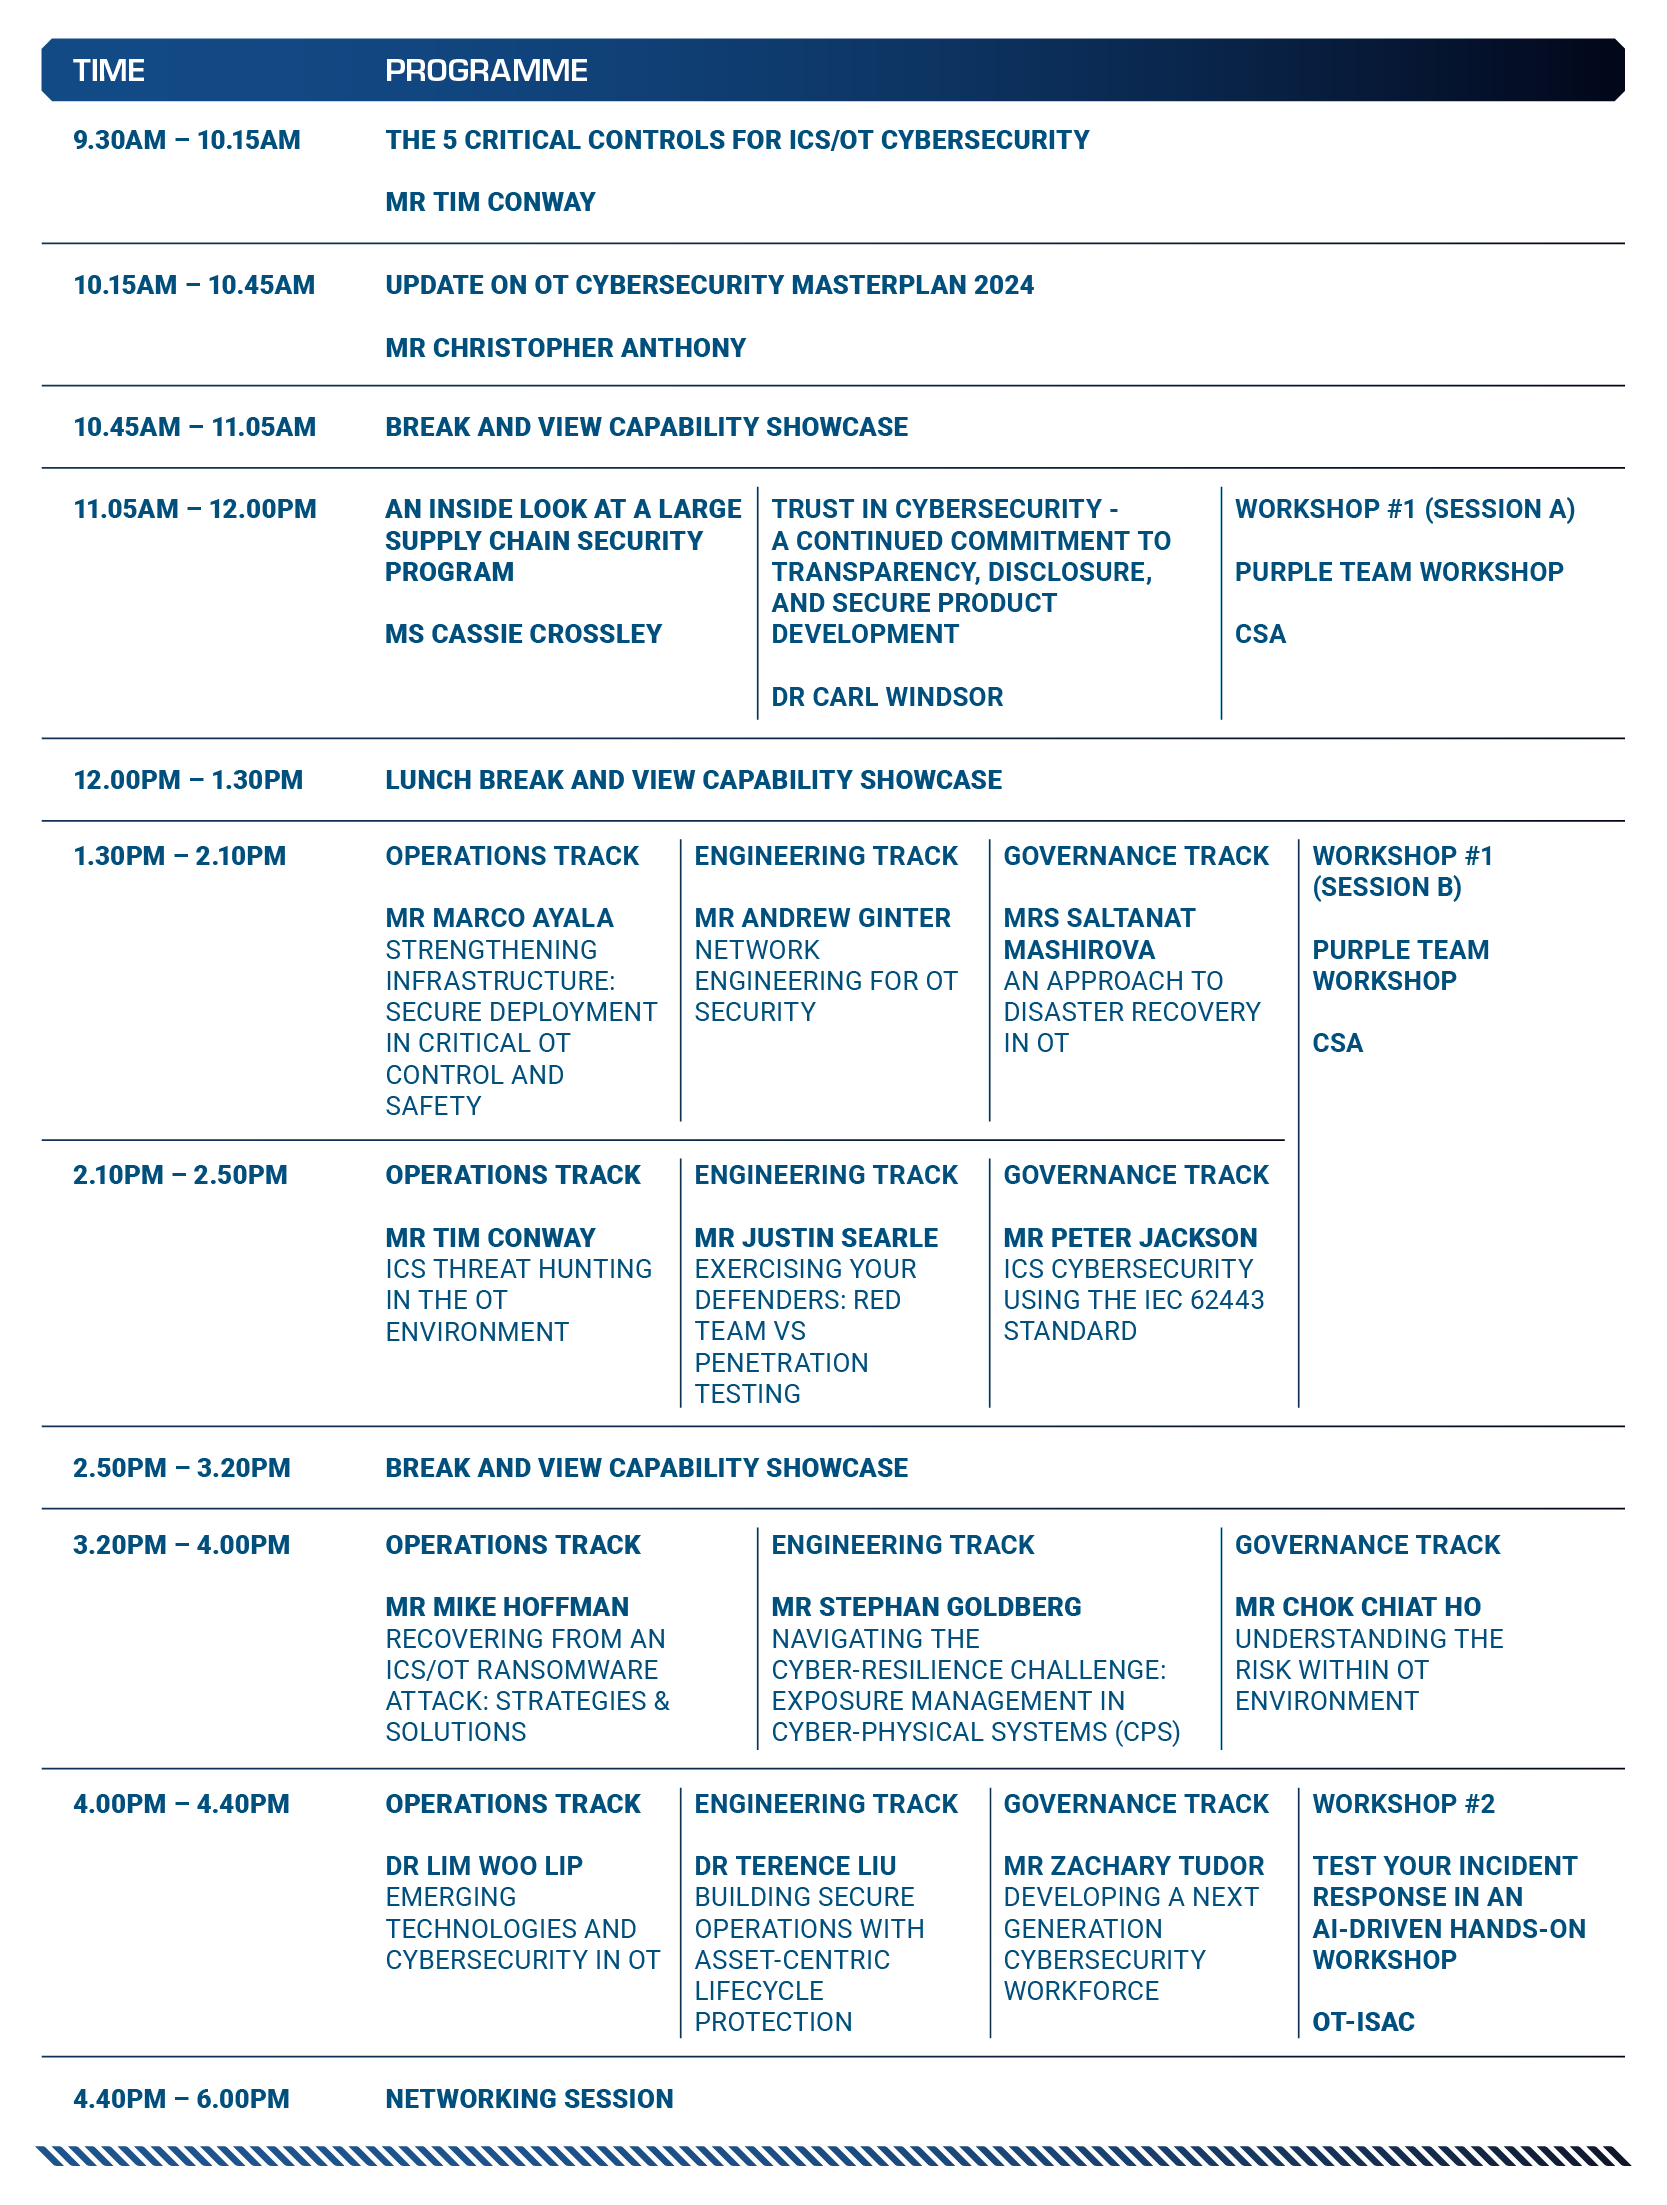 TIME
PROGRAMME
9.30AM – 10.15AM
THE 5 CRITICAL CONTROLS FOR ICS/OT CYBERSECURITY
MR TIM CONWAY
10.15AM – 10.45AM
UPDATE ON OT CYBERSECURITY MASTERPLAN 2024
MR CHRISTOPHER ANTHONY
10.45AM – 11.05AM
BREAK AND VIEW CAPABILITY SHOWCASE
11.05AM – 12.00PM
AN INSIDE LOOK AT A LARGE
SUPPLY CHAIN SECURITY
PROGRAM
MS CASSIE CROSSLEY
TRUST IN CYBERSECURITY -
A CONTINUED COMMITMENT TO
TRANSPARENCY, DISCLOSURE,
AND SECURE PRODUCT
DEVELOPMENT
DR CARL WINDSOR
WORKSHOP #1 (SESSION A)
PURPLE TEAM WORKSHOP
CSA
12.00PM – 1.30PM
LUNCH BREAK AND VIEW CAPABILITY SHOWCASE
1.30PM – 2.10PM
OPERATIONS TRACK
MR MARCO AYALA
STRENGTHENING
INFRASTRUCTURE:
SECURE DEPLOYMENT
IN CRITICAL OT
CONTROL AND
SAFETY
ENGINEERING TRACK
MR ANDREW GINTER
NETWORK
ENGINEERING FOR OT
SECURITY
GOVERNANCE TRACK
MRS SALTANAT
MASHIROVA
AN APPROACH TO
DISASTER RECOVERY
IN OT
WORKSHOP #1
(SESSION B)
PURPLE TEAM
WORKSHOP
CSA
2.10PM – 2.50PM
OPERATIONS TRACK
MR TIM CONWAY
ICS THREAT HUNTING
IN THE OT
ENVIRONMENT
ENGINEERING TRACK
MR JUSTIN SEARLE
EXERCISING YOUR
DEFENDERS: RED
TEAM VS
PENETRATION
TESTING
GOVERNANCE TRACK
MR PETER JACKSON
ICS CYBERSECURITY
USING THE IEC 62443
STANDARD
2.50PM – 3.20PM
BREAK AND VIEW CAPABILITY SHOWCASE
3.20PM – 4.00PM
OPERATIONS TRACK
MR MIKE HOFFMAN
RECOVERING FROM AN
ICS/OT RANSOMWARE
ATTACK: STRATEGIES &
SOLUTIONS
ENGINEERING TRACK
MR STEPHAN GOLDBERG
NAVIGATING THE
CYBER-RESILIENCE CHALLENGE:
EXPOSURE MANAGEMENT IN
CYBER-PHYSICAL SYSTEMS (CPS)
GOVERNANCE TRACK
MR CHOK CHIAT HO
UNDERSTANDING THE
RISK WITHIN OT
ENVIRONMENT
4.00PM – 4.40PM
OPERATIONS TRACK
DR LIM WOO LIP
EMERGING
TECHNOLOGIES AND
CYBERSECURITY IN OT
ENGINEERING TRACK
DR TERENCE LIU
BUILDING SECURE
OPERATIONS WITH
ASSET-CENTRIC
LIFECYCLE
PROTECTION
GOVERNANCE TRACK
MR ZACHARY TUDOR
DEVELOPING A NEXT
GENERATION
CYBERSECURITY
WORKFORCE
WORKSHOP #2
TEST YOUR INCIDENT
RESPONSE IN AN
AI-DRIVEN HANDS-ON
WORKSHOP
OT-ISAC
4.40PM – 6.00PM
NETWORKING SESSION